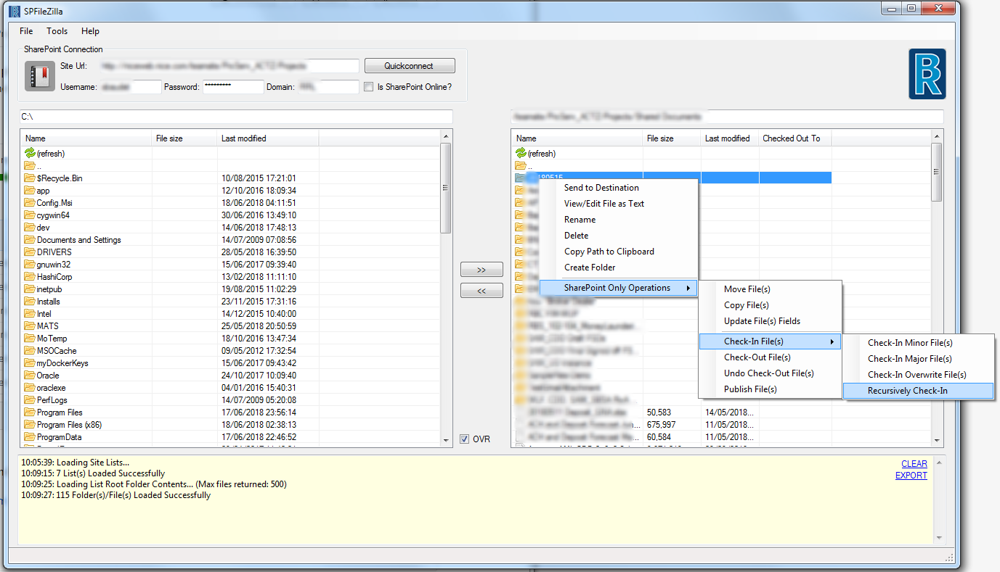 SPFileZilla
File Tools Help
SharePoint Connection
Site Url: Quickconnect
Username: Password: ********* Domain: Is SharePoint Online?
R
C:\
Name File size Last modified
(refresh)
..
$Recycle.Bin 10/08/2015 17:21:01
app 12/10/2016 18:09:34
Config.Msi 18/06/2018 04:11:51
cygwin64 30/06/2016 13:49:10
dev 14/06/2018 17:48:13
Documents and Settings 14/07/2009 07:08:56
DRIVERS 28/05/2018 16:39:50
gnuwin32 15/06/2017 09:39:40
HashiCorp 13/02/2018 11:11:10
inetpub 19/08/2015 11:02:29
Installs 23/11/2015 17:31:16
Intel 14/12/2015 10:40:00
MATS 25/05/2018 20:50:59
MoTemp 18/10/2016 13:47:34
MSOCache 09/05/2012 17:32:54
myDockerKeys 15/06/2017 09:43:42
Oracle 24/10/2017 10:09:40
oraclexe 04/01/2016 15:40:31
PerfLogs 14/07/2009 05:20:08
Program Files 17/06/2018 23:56:14
Program Files (x86) 18/06/2018 02:38:13
ProgramData 17/06/2018 22:46:52
>>
<<
OVR
Name File size Last modified Checked Out To
(refresh)
..
Send to Destination
View/Edit File as Text
Rename
Delete
Copy Path to Clipboard
Create Folder
SharePoint Only Operations
Move File(s)
Copy File(s)
Update File(s) Fields
Check-In File(s)
Check-Out File(s)
Undo Check-Out File(s)
Publish File(s)
Check-In Minor File(s)
Check-In Major File(s)
Check-In Overwrite File(s)
Recursively Check-In
50,583 14/05/2018...
675,997 11/05/2018...
60,584 11/05/2018...
10:05:39: Loading Site Lists...
10:09:15: 7 List(s) Loaded Successfully
10:09:25: Loading List Root Folder Contents... (Max files returned: 500)
10:09:27: 115 Folder(s)/File(s) Loaded Successfully
CLEAR
EXPORT